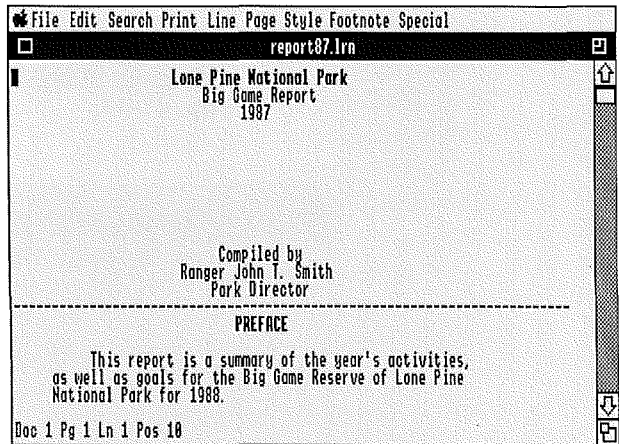 File Edit Search Print Line Page Style Footnote Special
report87.lrn
Lone Pine National Park
Big Game Report
1987
Compiled by
Ranger John T. Smith
Park Director
PREFACE
This report is a summary of the year's activities,
as well as goals for the Big Game Reserve of Lone Pine
National Park for 1988.
Doc 1 Pg 1 Ln 1 Pos 10